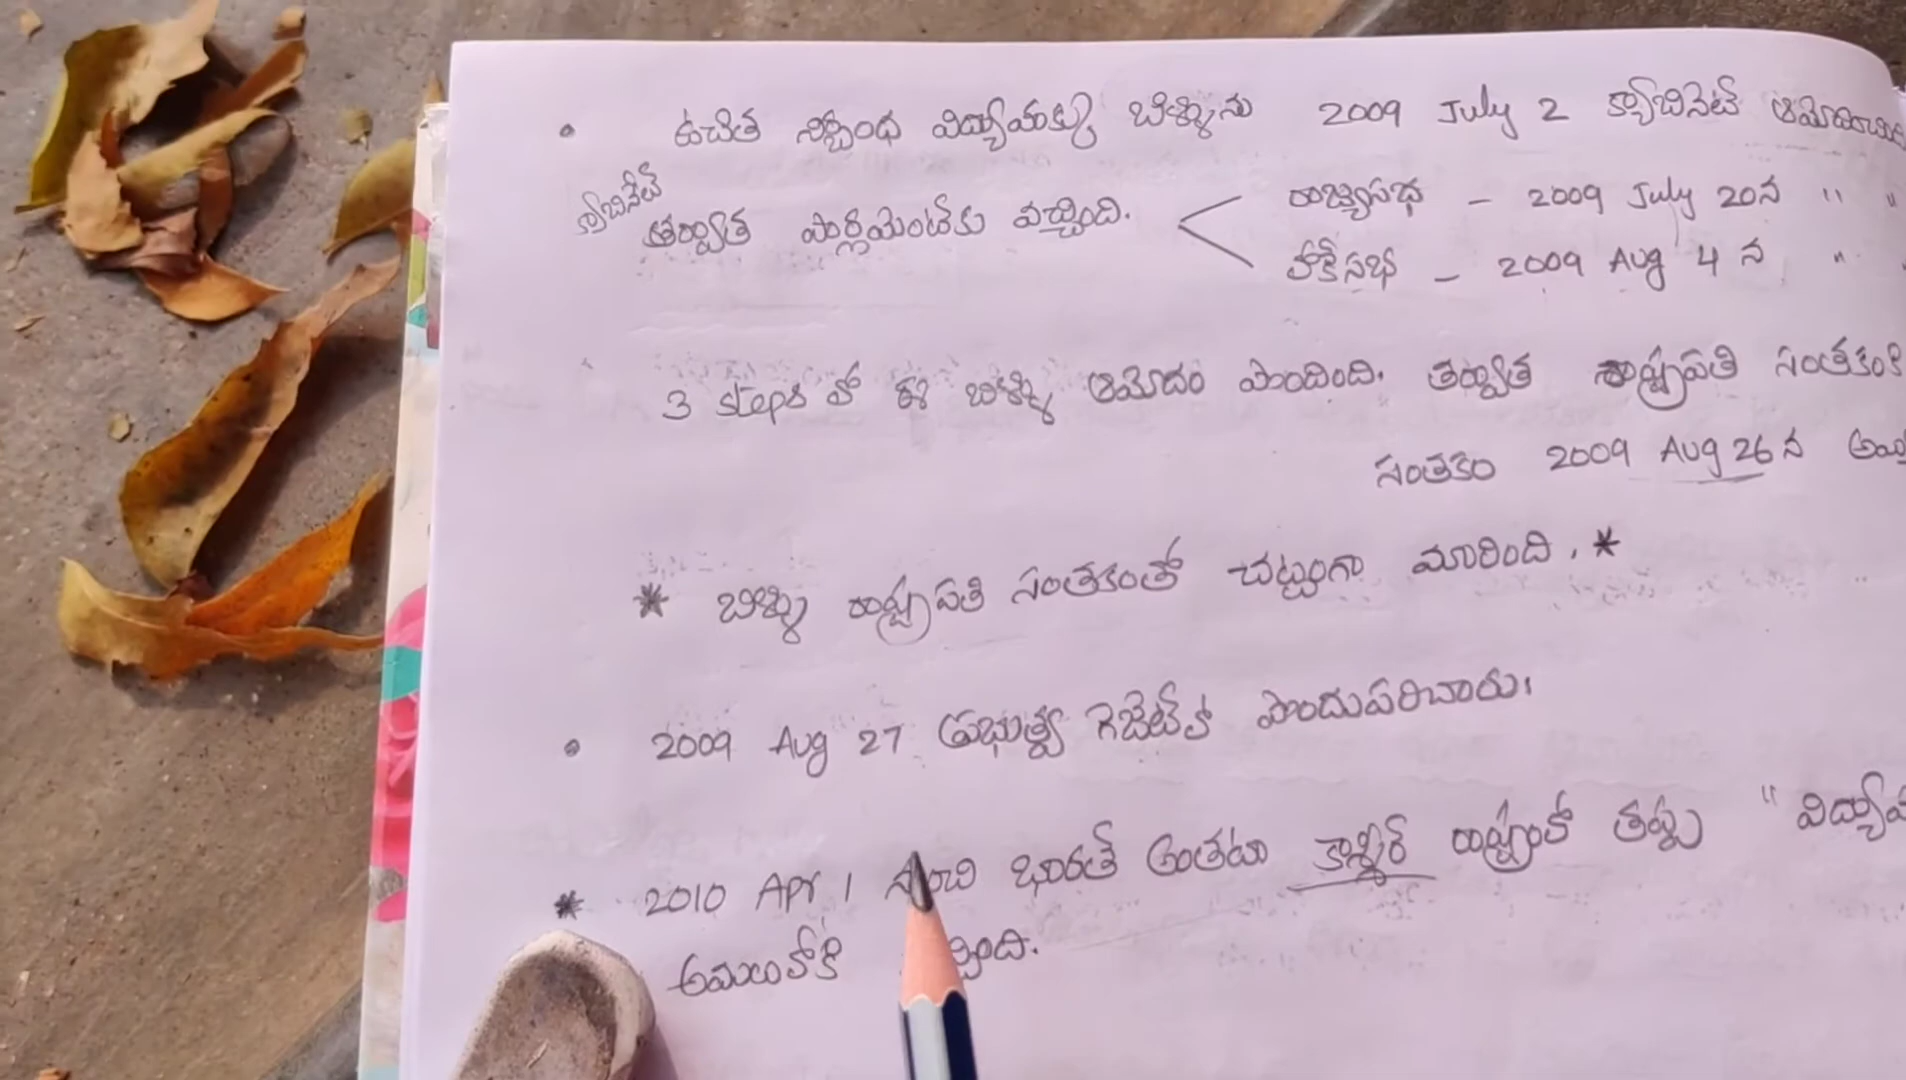 • ఉచిత నిర్బంధ విద్యాహక్కు బిల్లును 2009 July 2 క్యాబినెట్
క్యాబినేట్
తర్వాత పార్లమెంట్‌కు వచ్చింది. రాజ్యసభ – 2009 July 20న " "
లోక్‌సభ – 2009 Aug 4 న "
3 steps లో ఈ బిల్లు ఆమోదం పొందింది. తర్వాత రాష్ట్రపతి సంతకంకి
సంతకం 2009 Aug 26 న
* బిల్లు రాష్ట్రపతి సంతకంతో చట్టంగా మారింది. *
• 2009 Aug 27 ప్రభుత్వ గెజిట్‌లో పొందుపరిచారు.
* 2010 Apr 1 నుంచి భారత్ అంతటా కాశ్మీర్ రాష్ట్రంలో తప్ప "
అమలులోకి